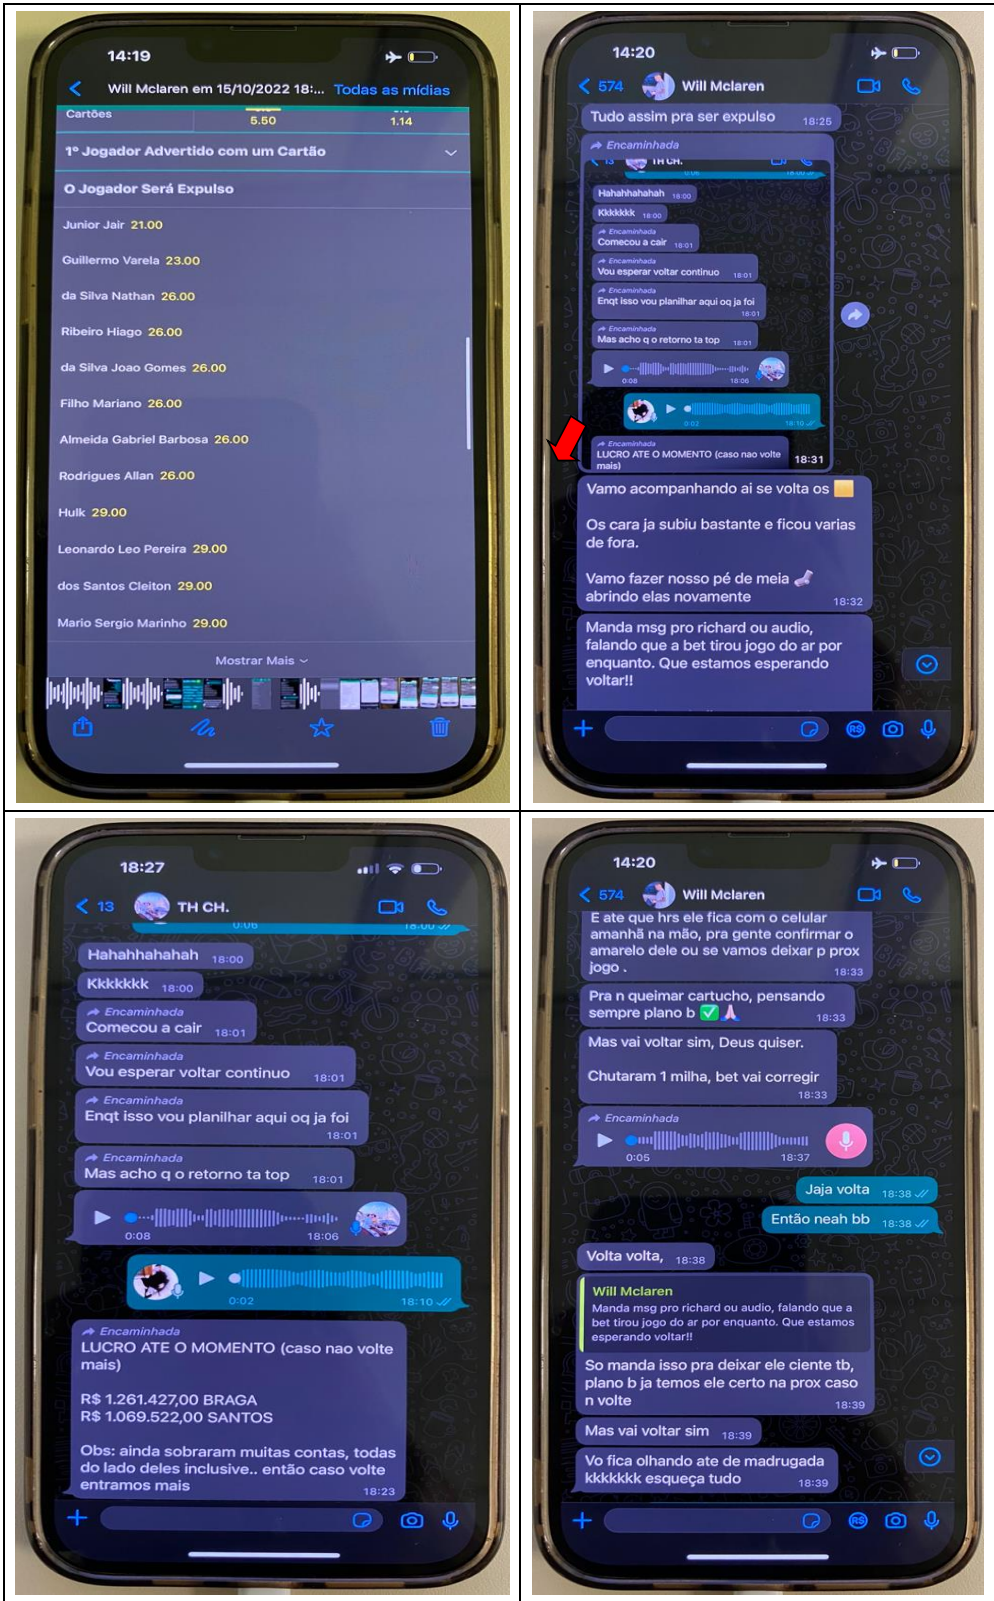 14:19
Will Mclaren em 15/10/2022 18:... Todas as mídias
Cartões
5.50 1.14
1º Jogador Advertido com um Cartão
O Jogador Será Expulso
Junior Jair 21.00
Guillermo Varela 23.00
da Silva Nathan 26.00
Ribeiro Hiago 26.00
da Silva Joao Gomes 26.00
Filho Mariano 26.00
Almeida Gabriel Barbosa 26.00
Rodrigues Allan 26.00
Hulk 29.00
Leonardo Leo Pereira 29.00
dos Santos Cleiton 29.00
Mario Sergio Marinho 29.00
Mostrar Mais
14:20
574 Will Mclaren
Tudo assim pra ser expulso 18:25
Encaminhada
13 TH CH.
0:06 18:00
Hahahhahahah 18:00
Kkkkkkk 18:00
Encaminhada
Comecou a cair 18:01
Encaminhada
Vou esperar voltar continuo 18:01
Encaminhada
Enqt isso vou planilhar aqui oq ja foi
18:01
Encaminhada
Mas acho q o retorno ta top 18:01
0:08 18:06
0:02 18:10
Encaminhada
LUCRO ATE O MOMENTO (caso nao volte
mais) 18:31
Vamo acompanhando ai se volta os 🟨
Os cara ja subiu bastante e ficou varias
de fora.
Vamo fazer nosso pé de meia 🧦
abrindo elas novamente 18:32
Manda msg pro richard ou audio,
falando que a bet tirou jogo do ar por
enquanto. Que estamos esperando
voltar!!
R$
18:27
13 TH CH.
0:06 18:00
Hahahhahahah 18:00
Kkkkkkk 18:00
Encaminhada
Comecou a cair 18:01
Encaminhada
Vou esperar voltar continuo 18:01
Encaminhada
Enqt isso vou planilhar aqui oq ja foi
18:01
Encaminhada
Mas acho q o retorno ta top 18:01
0:08 18:06
0:02 18:10
Encaminhada
LUCRO ATE O MOMENTO (caso nao volte
mais)
R$ 1.261.427,00 BRAGA
R$ 1.069.522,00 SANTOS
Obs: ainda sobraram muitas contas, todas
do lado deles inclusive.. então caso volte
entramos mais 18:23
14:20
574 Will Mclaren
E ate que hrs ele fica com o celular
amanhã na mão, pra gente confirmar o
amarelo dele ou se vamos deixar p prox
jogo . 18:33
Pra n queimar cartucho, pensando
sempre plano b ✅🙏 18:33
Mas vai voltar sim, Deus quiser.
Chutaram 1 milha, bet vai corrigir
18:33
Encaminhada
0:05 18:37
Jaja volta 18:38
Então neah bb 18:38
Volta volta, 18:38
Will Mclaren
Manda msg pro richard ou audio, falando que a
bet tirou jogo do ar por enquanto. Que estamos
esperando voltar!!
So manda isso pra deixar ele ciente tb,
plano b ja temos ele certo na prox caso
n volte 18:39
Mas vai voltar sim 18:39
Vo fica olhando ate de madrugada
kkkkkkk esqueça tudo 18:39
R$